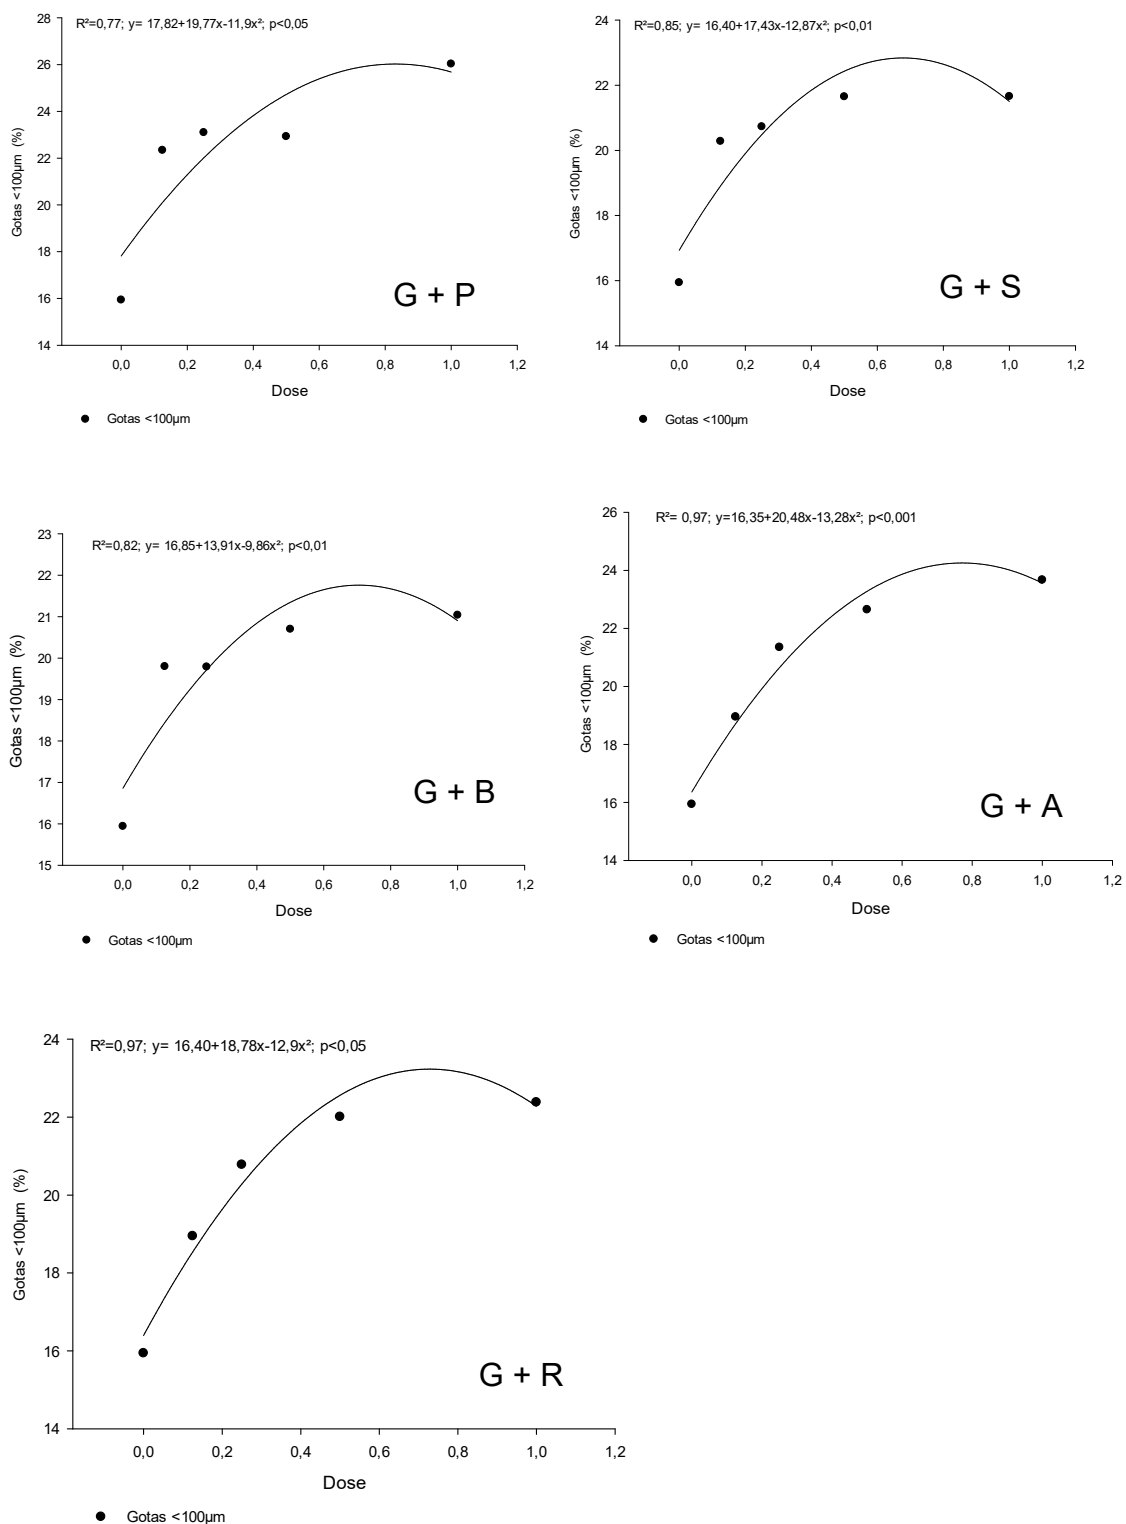 R²=0,77; y= 17,82+19,77x-11,9x²; p<0,05
28
26
24
22
20
18
16
14
Gotas <100µm (%)
G + P
0,0 0,2 0,4 0,6 0,8 1,0 1,2
Dose
Gotas <100µm
R²=0,85; y= 16,40+17,43x-12,87x²; p<0,01
24
22
20
18
16
14
Gotas <100µm (%)
G + S
0,0 0,2 0,4 0,6 0,8 1,0 1,2
Dose
Gotas <100µm
R²=0,82; y= 16,85+13,91x-9,86x²; p<0,01
23
22
21
20
19
18
17
16
15
Gotas <100µm (%)
G + B
0,0 0,2 0,4 0,6 0,8 1,0 1,2
Dose
Gotas <100µm
R²= 0,97; y=16,35+20,48x-13,28x²; p<0,001
26
24
22
20
18
16
14
Gotas <100µm (%)
G + A
0,0 0,2 0,4 0,6 0,8 1,0 1,2
Dose
Gotas <100µm
R²=0,97; y= 16,40+18,78x-12,9x²; p<0,05
24
22
20
18
16
14
Gotas <100µm (%)
G + R
0,0 0,2 0,4 0,6 0,8 1,0 1,2
Dose
Gotas <100µm